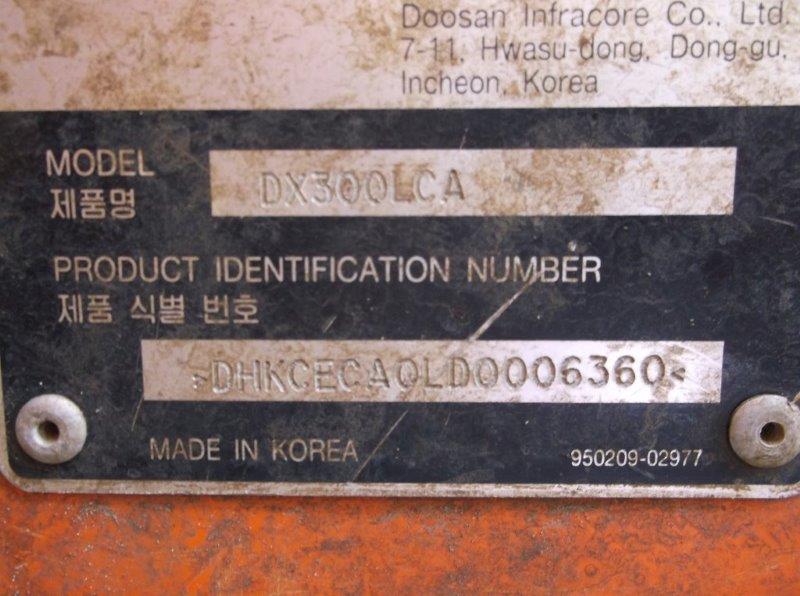 Doosan Infracore Co., Ltd.
7-11, Hwasu-dong, Dong-gu,
Incheon, Korea
MODEL
제품명
DX300LCA
PRODUCT IDENTIFICATION NUMBER
제품 식별 번호
>DHKCECAOLD0006360<
MADE IN KOREA
950209-02977